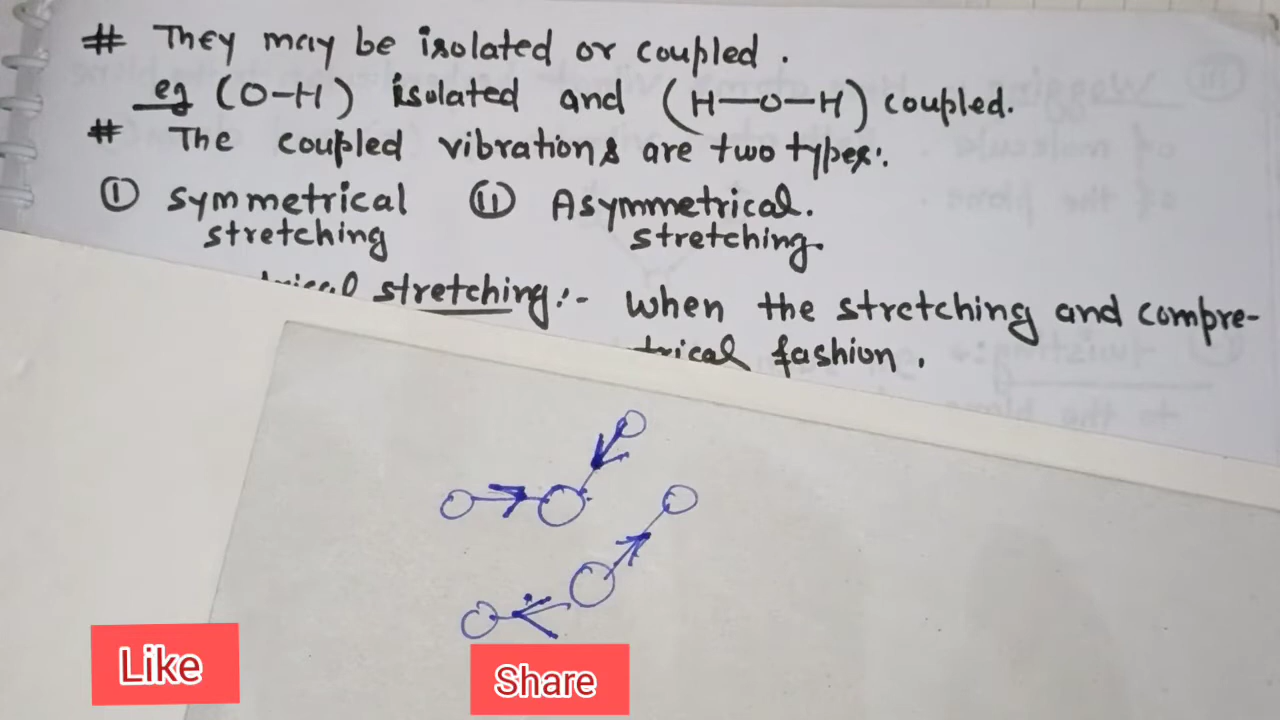 # They may be isolated or coupled .
eg (O-H) isolated and (H-O-H) coupled.
# The coupled vibrations are two types:.
① symmetrical ⑪ Asymmetrical.
stretching stretching.
stretching:- when the stretching and compre-
fashion .
Like
Share